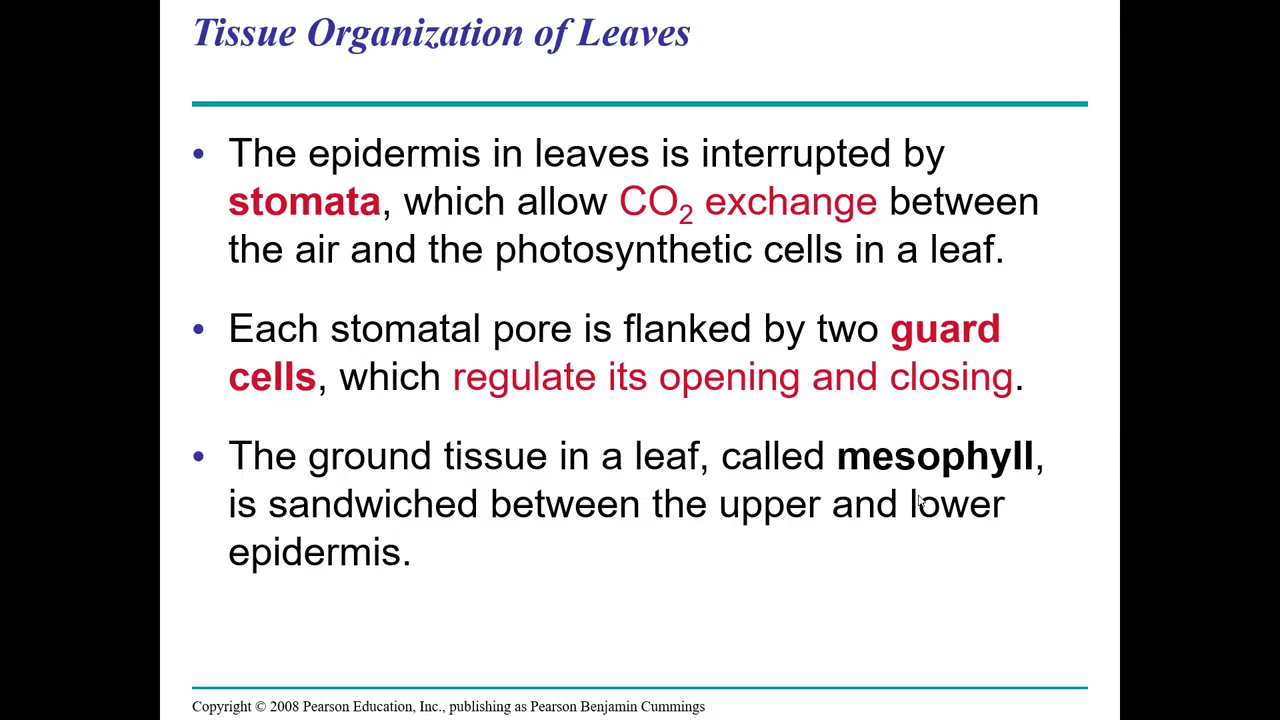 Tissue Organization of Leaves
• The epidermis in leaves is interrupted by
stomata, which allow CO₂ exchange between
the air and the photosynthetic cells in a leaf.
• Each stomatal pore is flanked by two guard
cells, which regulate its opening and closing.
• The ground tissue in a leaf, called mesophyll,
is sandwiched between the upper and lower
epidermis.
Copyright © 2008 Pearson Education, Inc., publishing as Pearson Benjamin Cummings